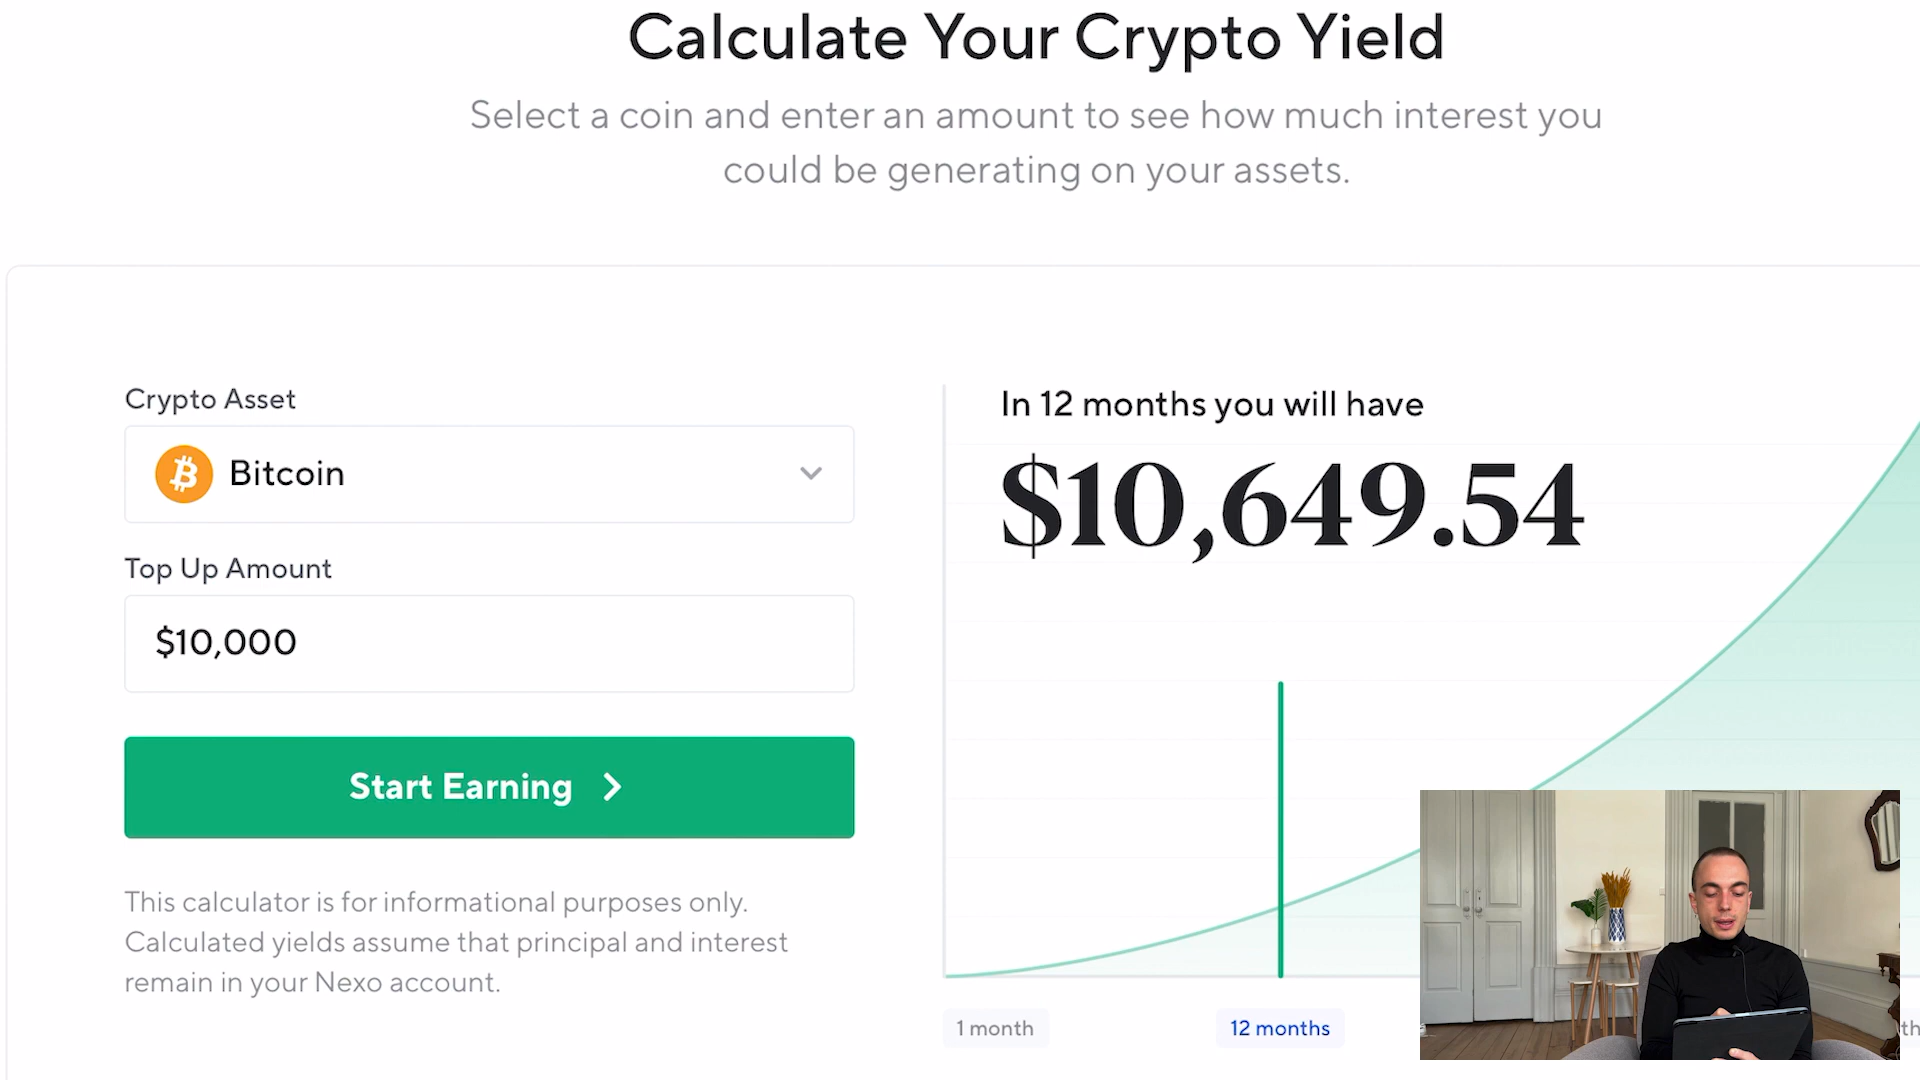 Calculate Your Crypto Yield
Select a coin and enter an amount to see how much interest you
could be generating on your assets.
Crypto Asset
Bitcoin
Top Up Amount
$10,000
Start Earning
This calculator is for informational purposes only.
Calculated yields assume that principal and interest
remain in your Nexo account.
In 12 months you will have
$10,649.54
1 month
12 months